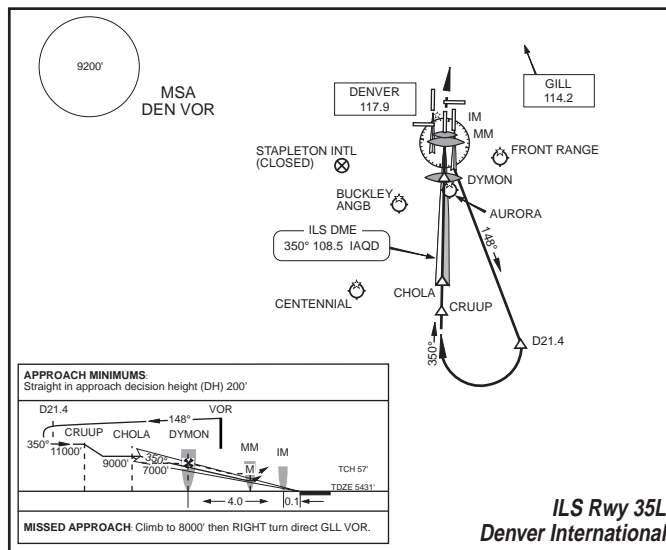 9200'
MSA
DEN VOR
DENVER
117.9
GILL
114.2
IM
MM
STAPLETON INTL
(CLOSED)
FRONT RANGE
DYMON
BUCKLEY
ANGB
AURORA
ILS DME
350° 108.5 IAQD
148°
CENTENNIAL
CHOLA
CRUUP
D21.4
350°
APPROACH MINIMUMS:
Straight in approach decision height (DH) 200'
D21.4
VOR
148°
CRUUP
CHOLA
DYMON
MM
IM
350°
11000'
9000'
350°
7000'
M
TCH 57'
TDZE 5431'
4.0
0.1
MISSED APPROACH: Climb to 8000' then RIGHT turn direct GLL VOR.
ILS Rwy 35L
Denver International